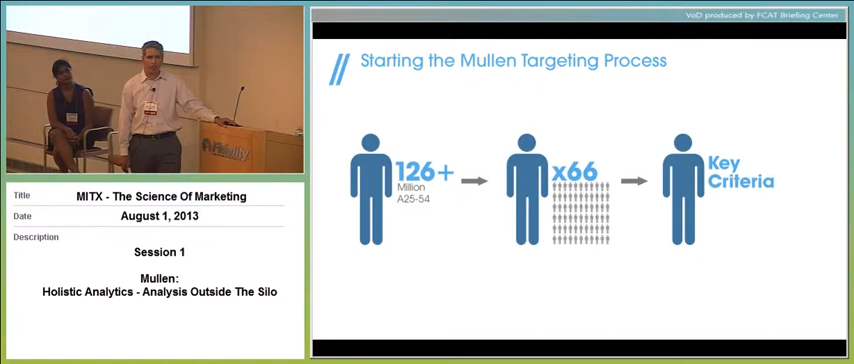 VoD produced by FCAT Briefing Center
Fidelity
Title MITX - The Science Of Marketing
Date August 1, 2013
Description
Session 1
Mullen:
Holistic Analytics - Analysis Outside The Silo
// Starting the Mullen Targeting Process
126+
Million
A25-54
x66
Key
Criteria